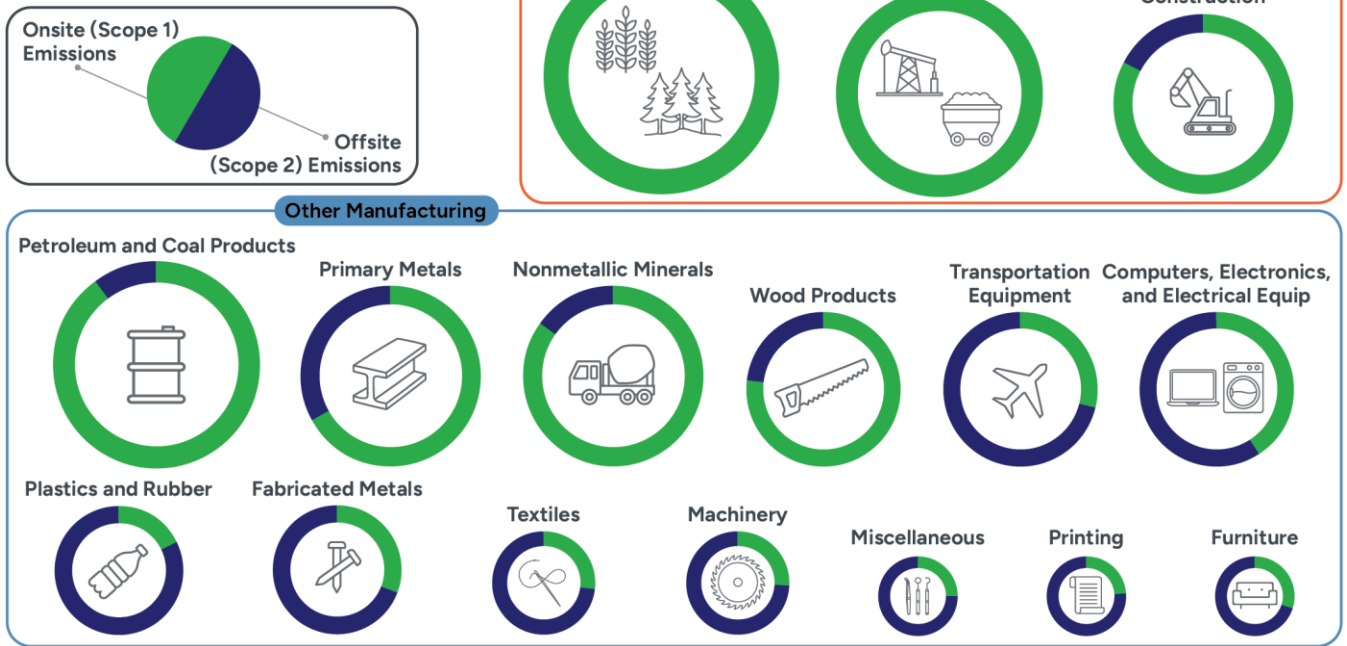 Construction
Onsite (Scope 1)
Emissions
Offsite
(Scope 2) Emissions
Other Manufacturing
Petroleum and Coal Products
Primary Metals
Nonmetallic Minerals
Wood Products
Transportation
Equipment
Computers, Electronics,
and Electrical Equip
Plastics and Rubber
Fabricated Metals
Textiles
Machinery
Miscellaneous
Printing
Furniture